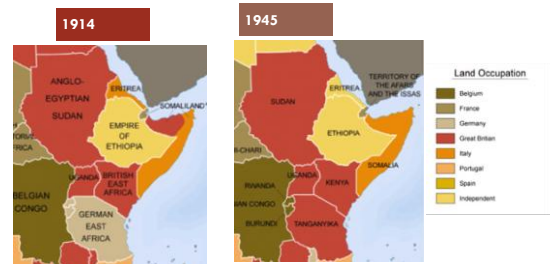 1914
1945
ANGLO-
EGYPTIAN
SUDAN
ERITREA
SOMALILAND
EMPIRE
OF
ETHIOPIA
UGANDA
BRITISH
EAST
AFRICA
BELGIAN
CONGO
GERMAN
EAST
AFRICA
TERRITORY OF
THE AFARS
AND THE ISSAS
SUDAN
ERITREA
ETHIOPIA
SOMALIA
UGANDA
KENYA
RWANDA
BURUNDI
TANGANYIKA
Land Occupation
Belgium
France
Germany
Great Britian
Italy
Portugal
Spain
Independent